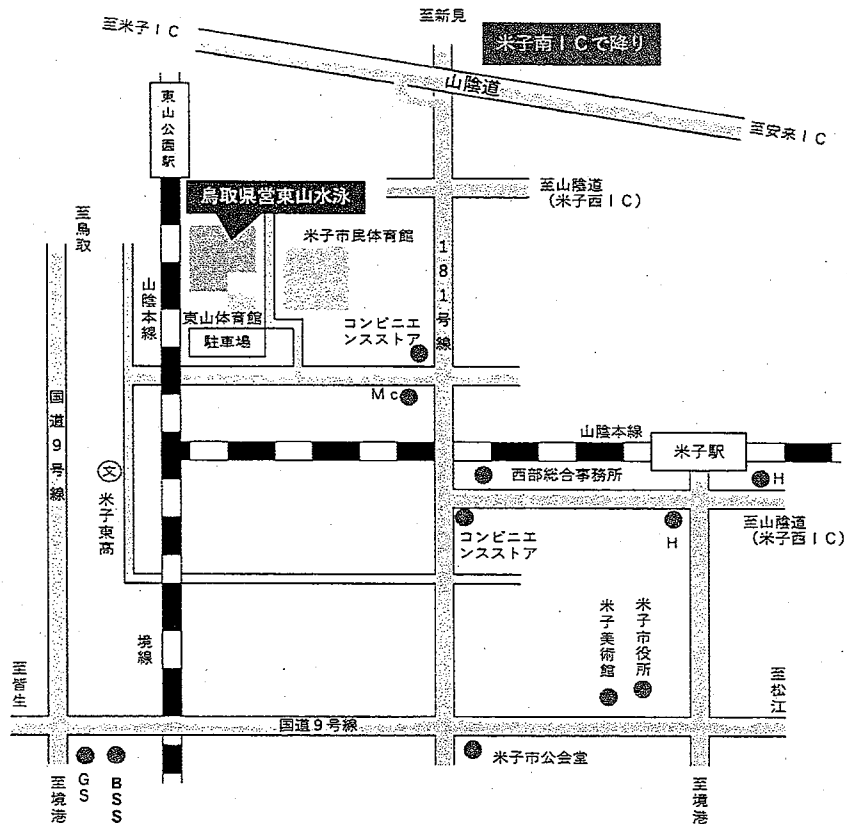 至新見
至米子IC
米子南ICで降り
山陰道
至安来IC
東山公園駅
鳥取県営東山水泳
至山陰道
(米子西IC)
至鳥取
米子市民体育館
181号線
山陰本線
東山体育館
駐車場
コンビニエ
ンスストア
国道9号線
Mc
山陰本線
米子駅
文
米子東高
西部総合事務所
H
コンビニエ
ンスストア
H
至山陰道
(米子西IC)
境線
米子美術館
米子市役所
至皆生
至松江
国道9号線
米子市公会堂
至境港
GS
BSS
至境港